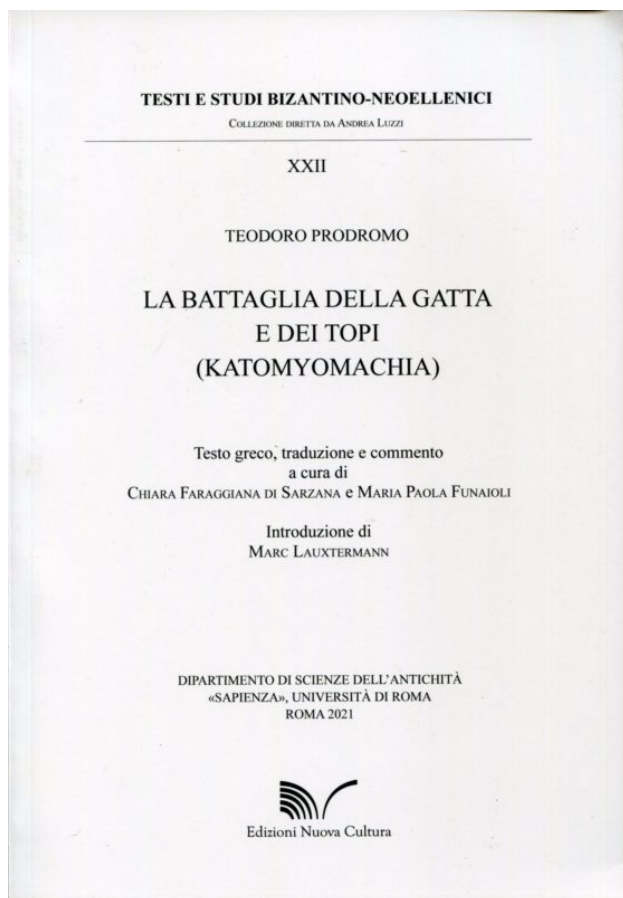 TESTI E STUDI BIZANTINO-NEOELLENICI
COLLEZIONE DIRETTA DA ANDREA LUZZI
XXII
TEODORO PRODROMO
LA BATTAGLIA DELLA GATTA
E DEI TOPI
(KATOMYOMACHIA)
Testo greco, traduzione e commento
a cura di
CHIARA FARAGGIANA DI SARZANA e MARIA PAOLA FUNAIOLI
Introduzione di
MARC LAUXTERMANN
DIPARTIMENTO DI SCIENZE DELL'ANTICHITÀ
«SAPIENZA», UNIVERSITÀ DI ROMA
ROMA 2021
Edizioni Nuova Cultura